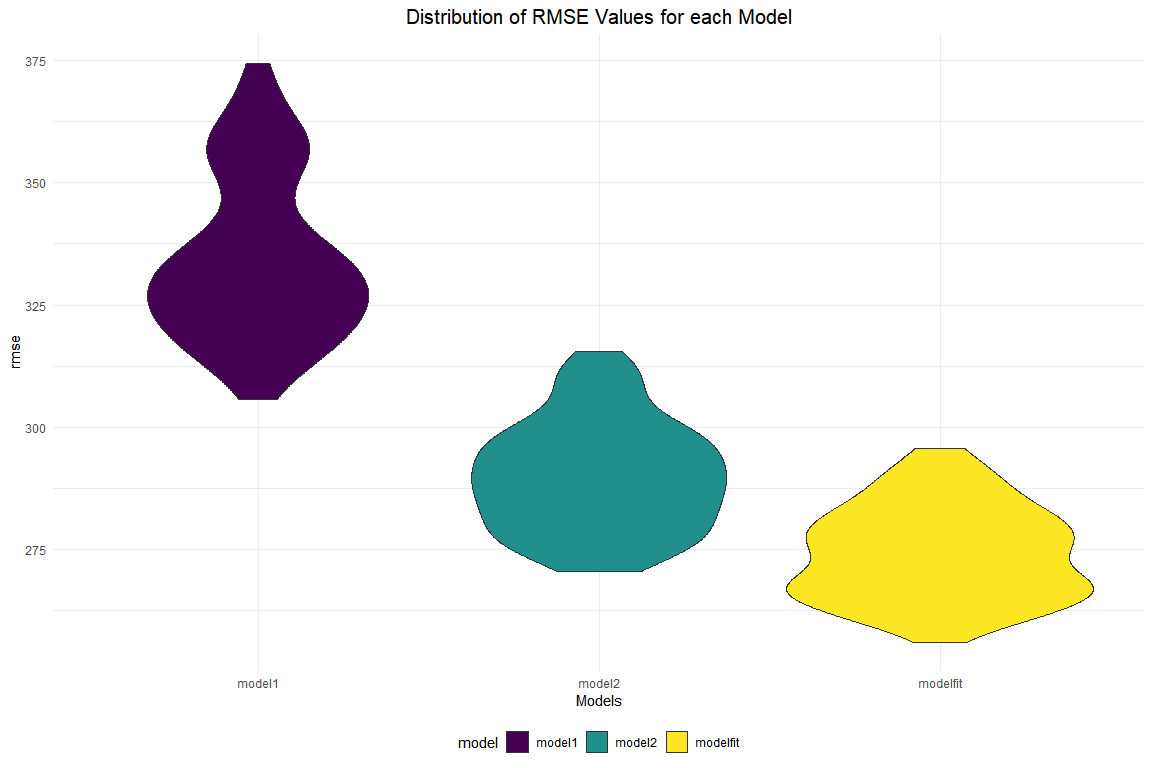 Distribution of RMSE Values for each Model
375
350
325
300
275
rmse
model1 model2 modelfit
Models
model model1 model2 modelfit